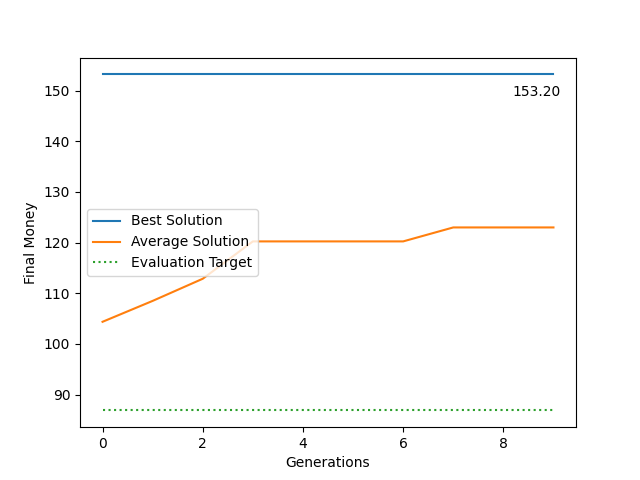 150
140
130
120
110
100
90
Final Money
153.20
Best Solution
Average Solution
Evaluation Target
0 2 4 6 8
Generations